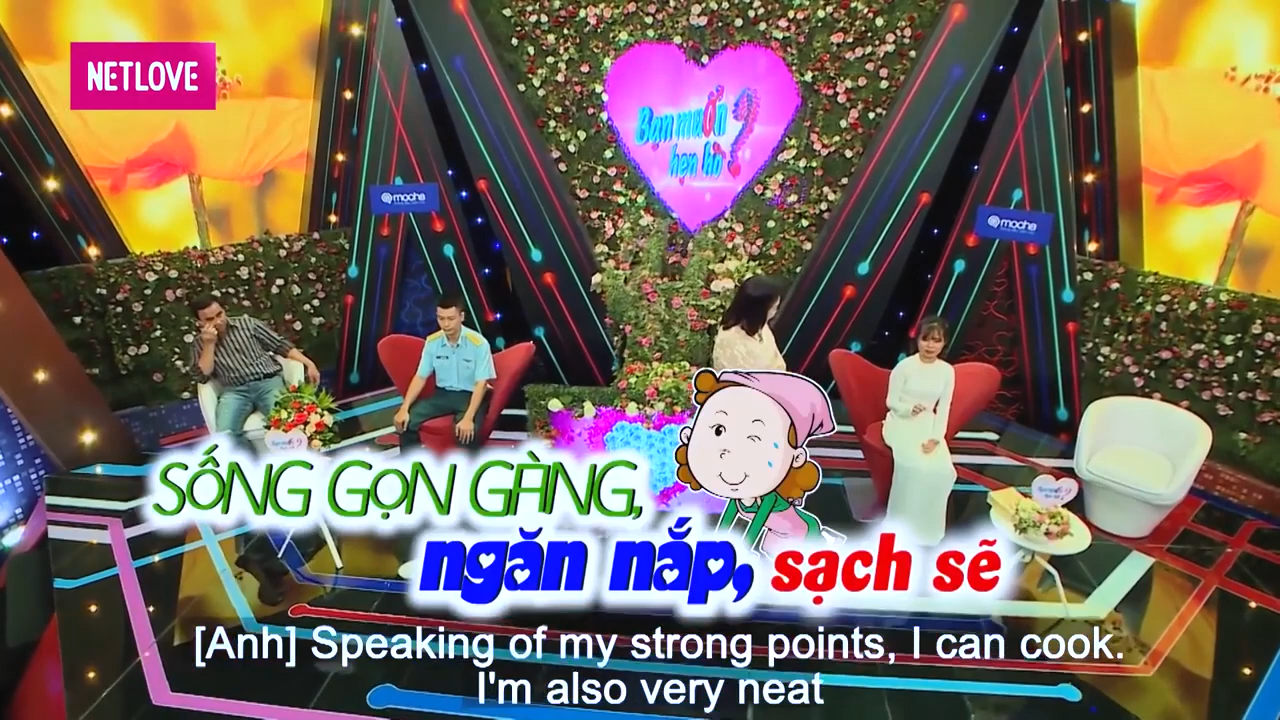 NETLOVE
Bạn muốn
hẹn hò ?
mocha
mocha
SỐNG GỌN GÀNG,
ngăn nắp, sạch sẽ
[Anh] Speaking of my strong points, I can cook.
I'm also very neat